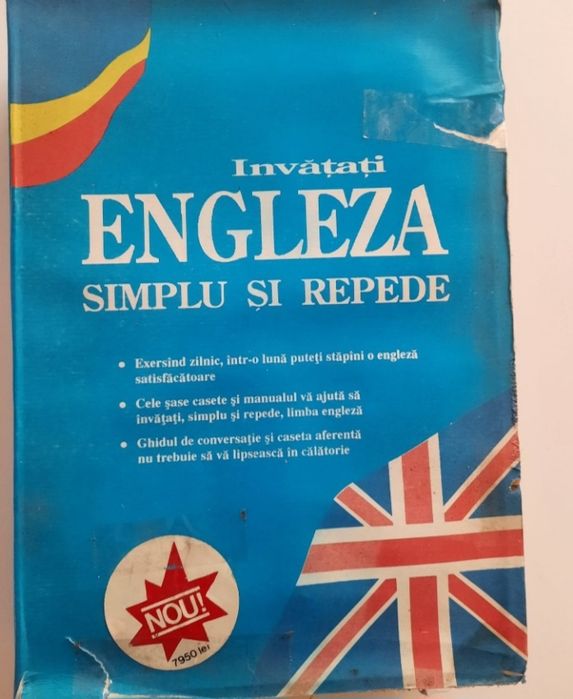 Invățați
ENGLEZA
SIMPLU ȘI REPEDE
• Exersînd zilnic, într-o lună puteți stăpîni o engleză
satisfăcătoare
• Cele șase casete și manualul vă ajută să
învățați, simplu și repede, limba engleză
• Ghidul de conversație și caseta aferentă
nu trebuie să vă lipsească în călătorie
NOU!
7950 lei